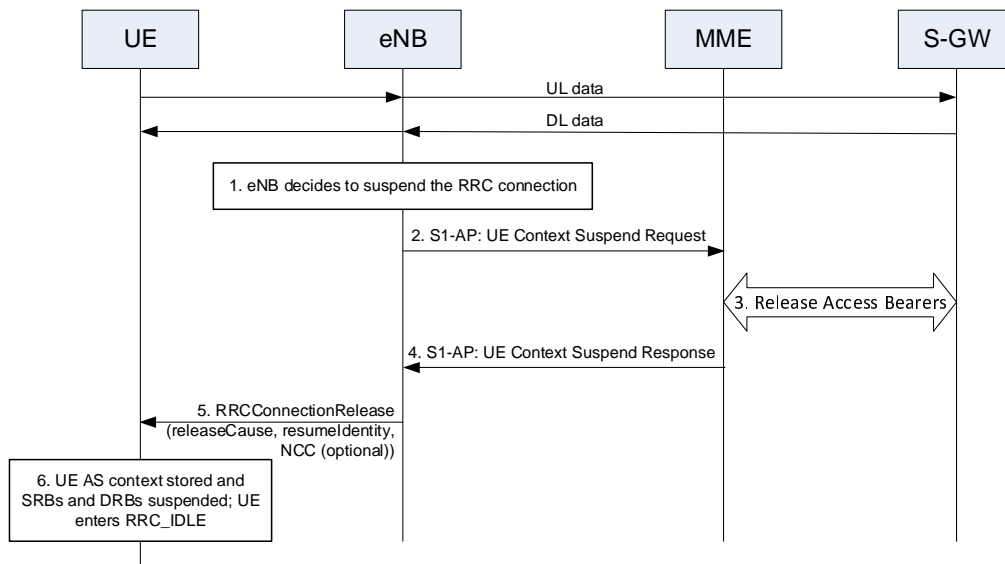 UE
eNB
MME
S-GW
UL data
DL data
1. eNB decides to suspend the RRC connection
2. S1-AP: UE Context Suspend Request
3. Release Access Bearers
4. S1-AP: UE Context Suspend Response
5. RRCConnectionRelease
(releaseCause, resumeIdentity,
NCC (optional))
6. UE AS context stored and
SRBs and DRBs suspended; UE
enters RRC_IDLE